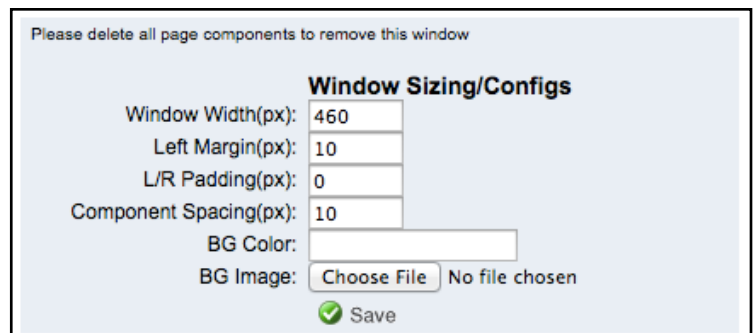 Please delete all page components to remove this window
Window Sizing/Configs
Window Width(px): 460
Left Margin(px): 10
L/R Padding(px): 0
Component Spacing(px): 10
BG Color:
BG Image: Choose File No file chosen
Save